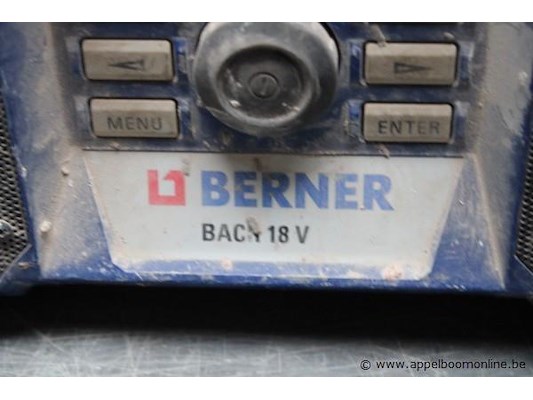 MENU ENTER
BERNER
BACH 18 V
© www.appelboomonline.be